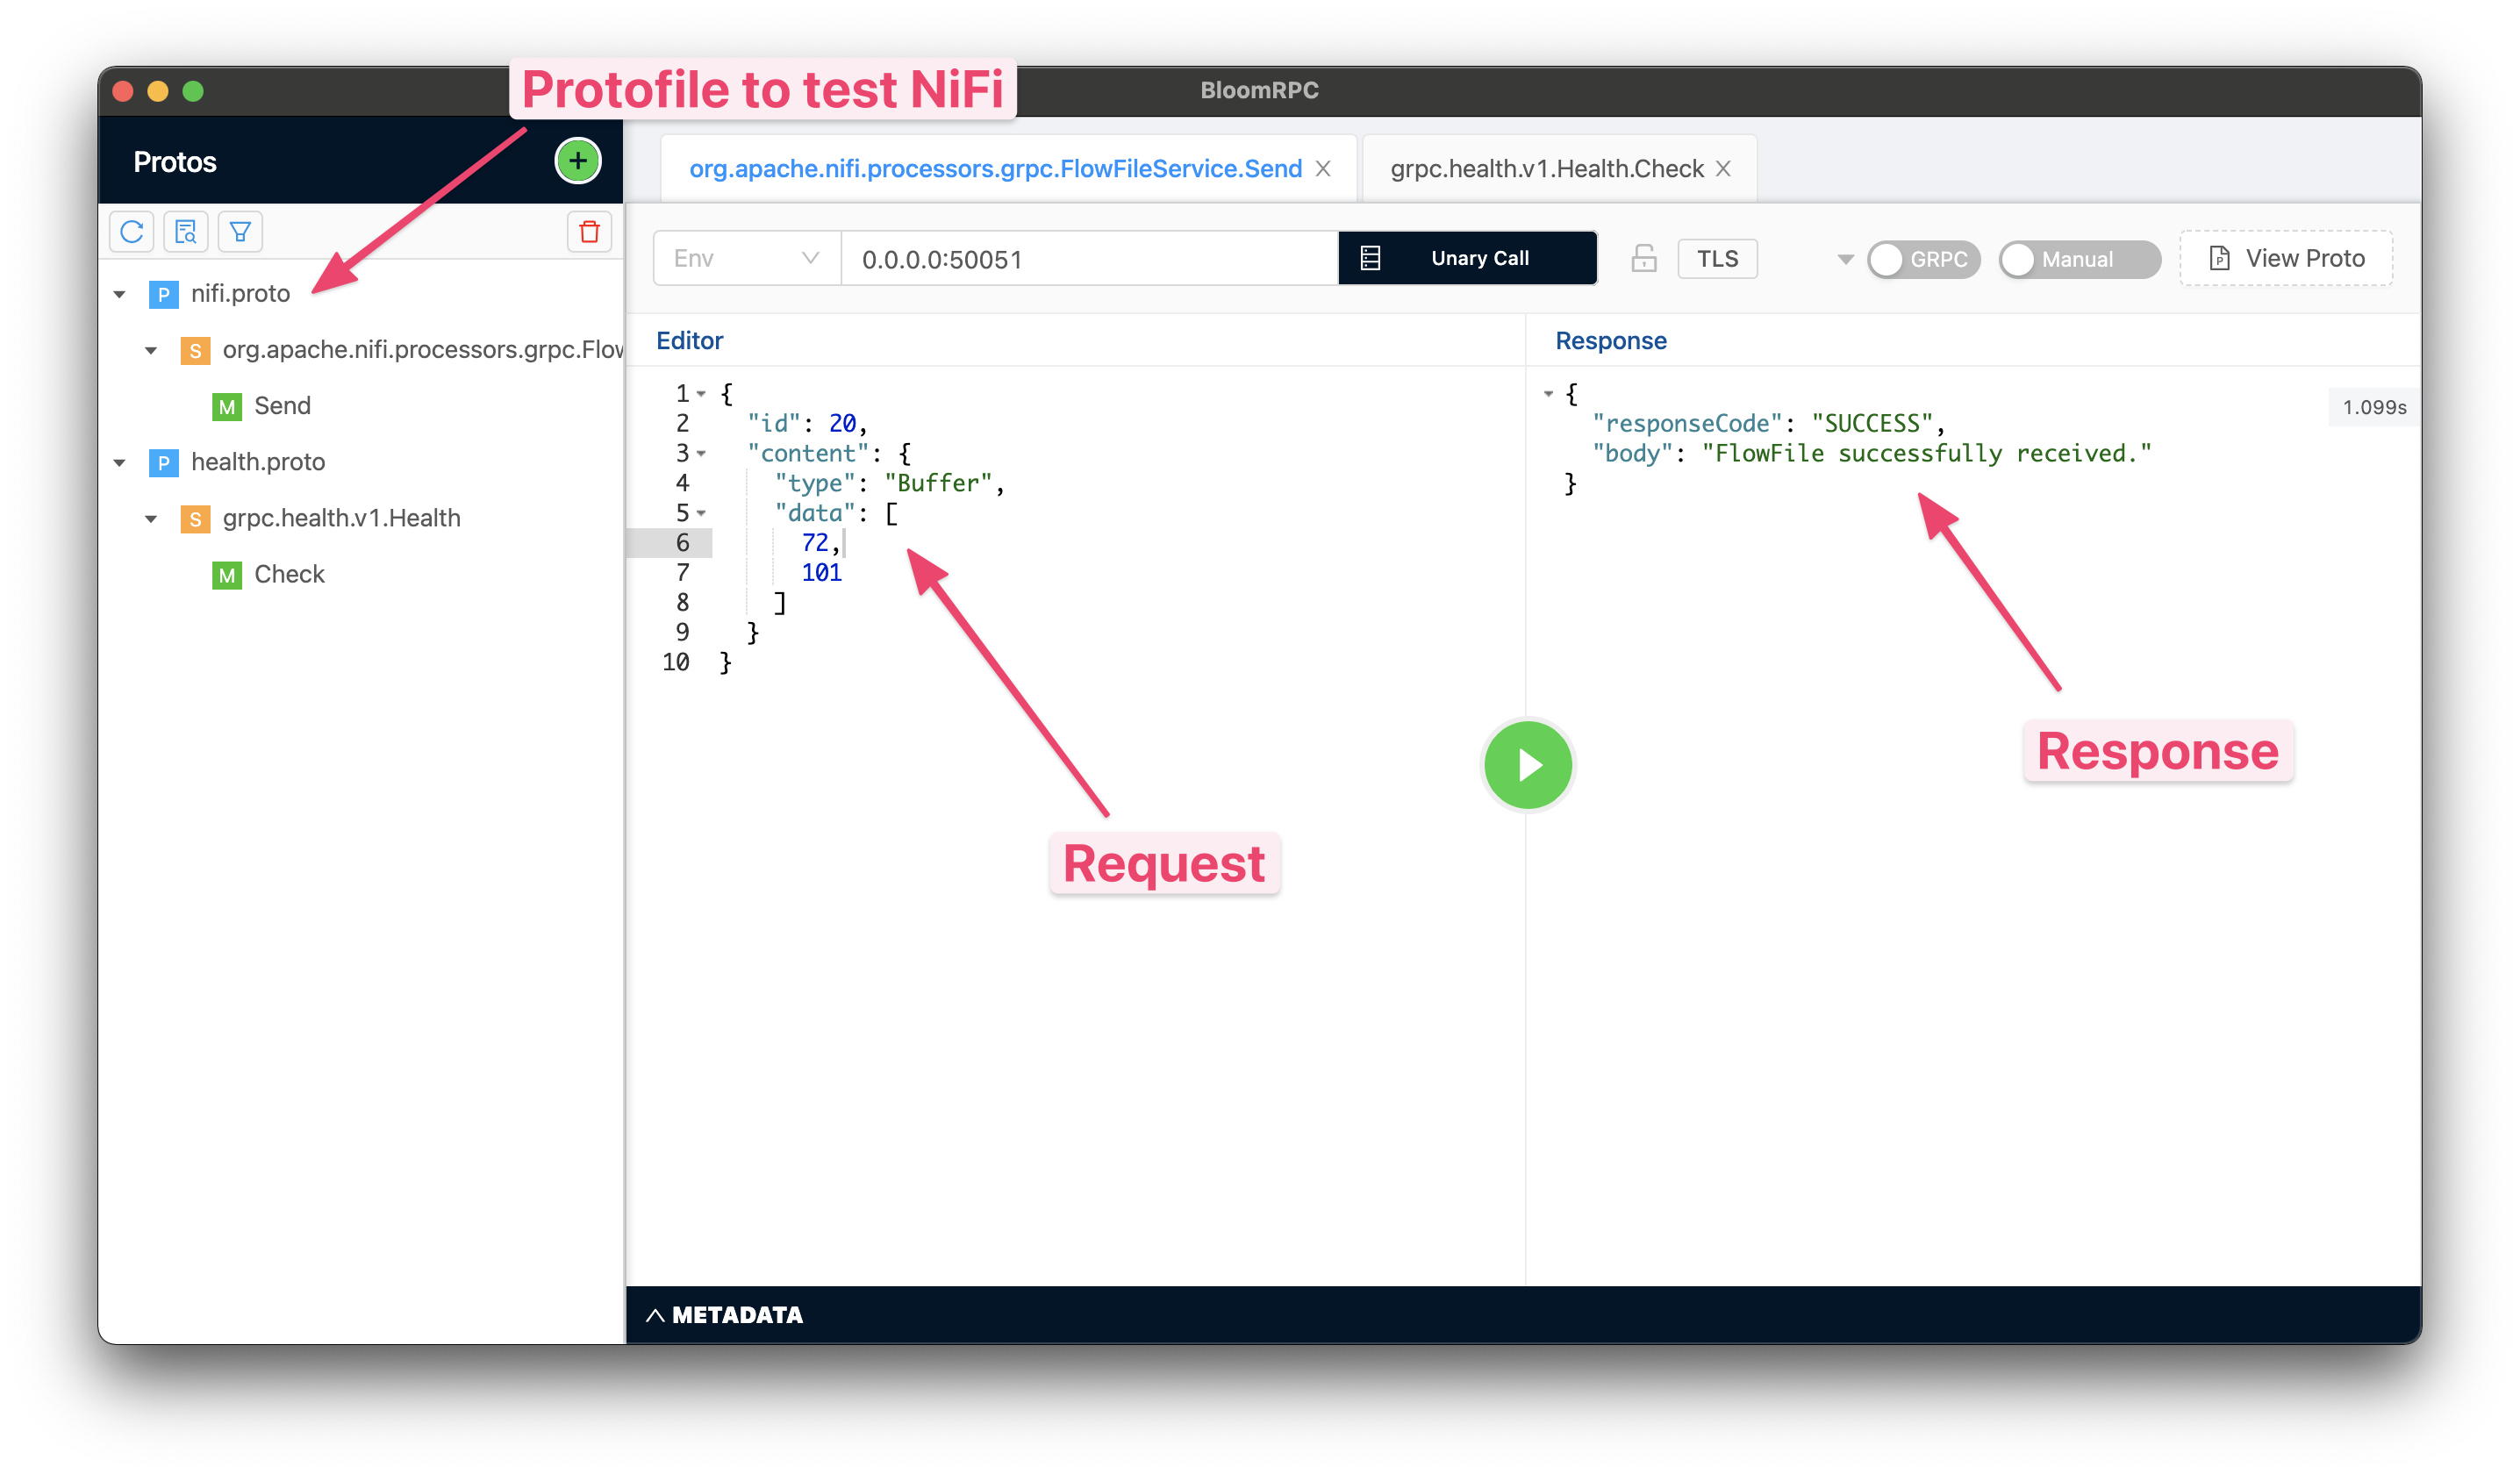 Protofile to test NiFi
BloomRPC
Protos
org.apache.nifi.processors.grpc.FlowFileService.Send
grpc.health.v1.Health.Check
Env
0.0.0.0:50051
Unary Call
TLS
GRPC
Manual
View Proto
P nifi.proto
S org.apache.nifi.processors.grpc.Flow
M Send
P health.proto
S grpc.health.v1.Health
M Check
Editor
1 {
2 "id": 20,
3 "content": {
4 "type": "Buffer",
5 "data": [
6 72,
7 101
8 ]
9 }
10 }
Request
Response
{
"responseCode": "SUCCESS",
"body": "FlowFile successfully received."
}
1.099s
Response
METADATA